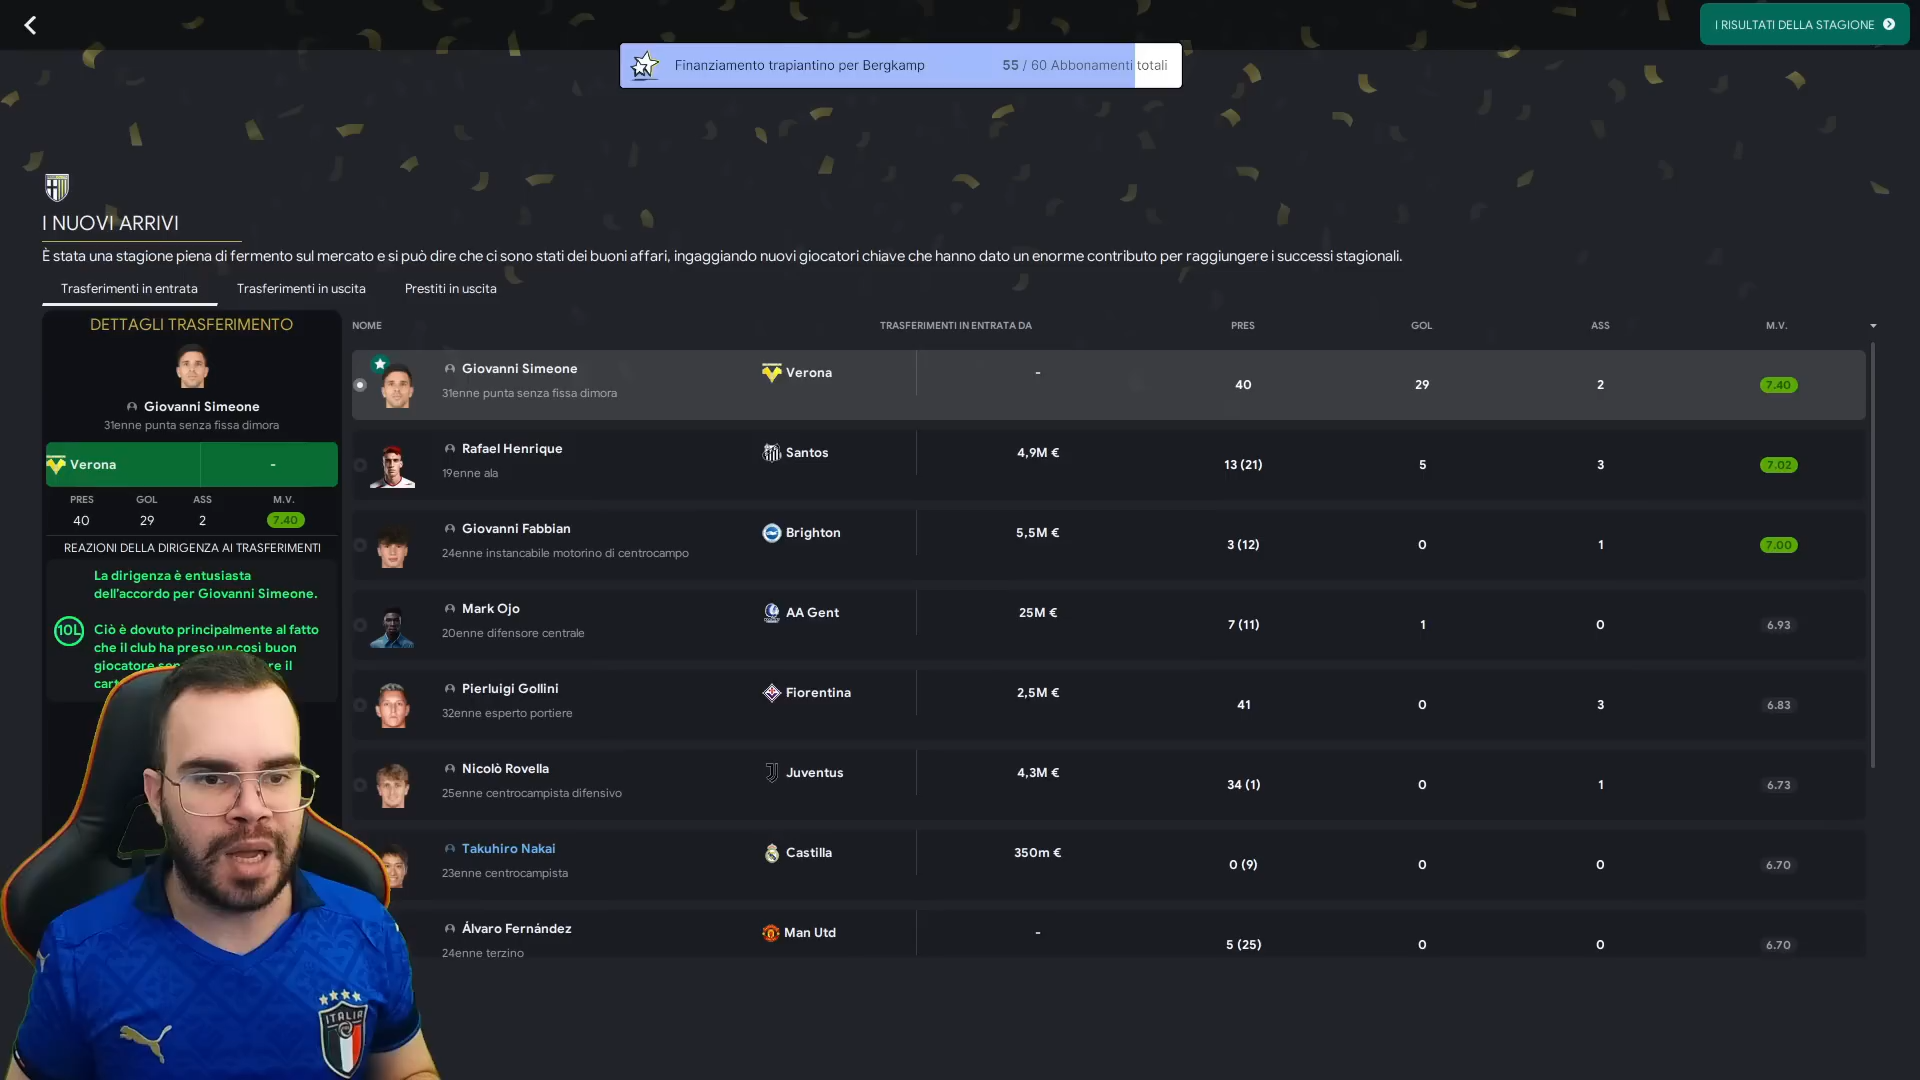 I RISULTATI DELLA STAGIONE
Finanziamento trapiantino per Bergkamp 55 / 60 Abbonamenti totali
I NUOVI ARRIVI
È stata una stagione piena di fermento sul mercato e si può dire che ci sono stati dei buoni affari, ingaggiando nuovi giocatori chiave che hanno dato un enorme contributo per raggiungere i successi stagionali.
Trasferimenti in entrata Trasferimenti in uscita Prestiti in uscita
DETTAGLI TRASFERIMENTO
Giovanni Simeone
31enne punta senza fissa dimora
Verona -
PRES GOL ASS M.V.
40 29 2 7.40
REAZIONI DELLA DIRIGENZA AI TRASFERIMENTI
La dirigenza è entusiasta
dell'accordo per Giovanni Simeone.
10L
Ciò è dovuto principalmente al fatto
che il club ha preso un così buon
giocatore re il
NOME TRASFERIMENTI IN ENTRATA DA PRES GOL ASS M.V.
Giovanni Simeone Verona - 40 29 2 7.40
31enne punta senza fissa dimora
Rafael Henrique Santos 4,9M € 13 (21) 5 3 7.02
19enne ala
Giovanni Fabbian Brighton 5,5M € 3 (12) 0 1 7.00
24enne instancabile motorino di centrocampo
Mark Ojo AA Gent 25M € 7 (11) 1 0 6.93
20enne difensore centrale
Pierluigi Gollini Fiorentina 2,5M € 41 0 3 6.83
32enne esperto portiere
Nicolò Rovella Juventus 4,3M € 34 (1) 0 1 6.73
25enne centrocampista difensivo
Takuhiro Nakai Castilla 350m € 0 (9) 0 0 6.70
23enne centrocampista
Álvaro Fernández Man Utd - 5 (25) 0 0 6.70
24enne terzino
ITALIA